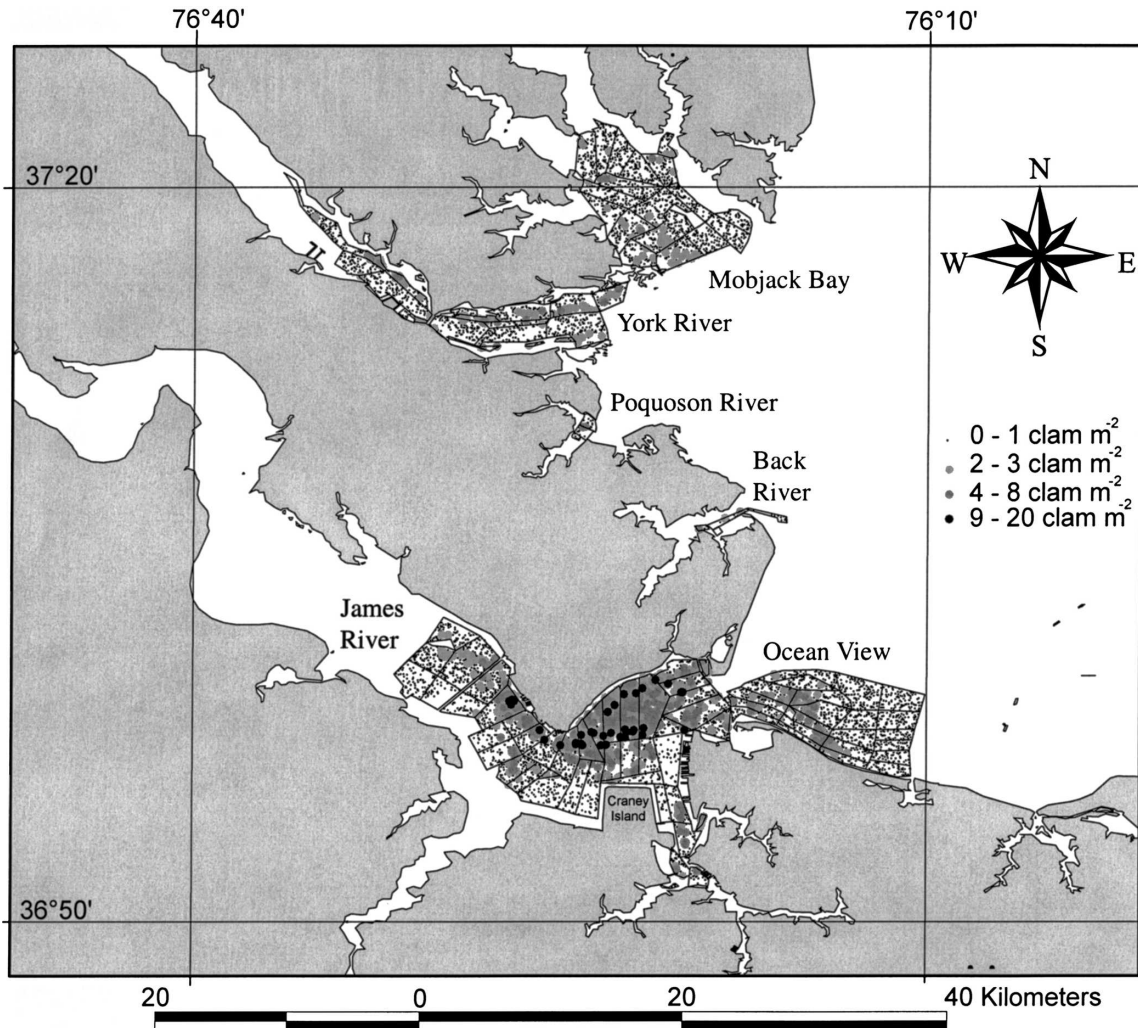 76°40'
76°10'
37°20'
N
W
E
S
Mobjack Bay
York River
Poquoson River
Back
River
0 - 1 clam m-2
2 - 3 clam m-2
4 - 8 clam m-2
9 - 20 clam m-2
James
River
Ocean View
Craney
Island
36°50'
20
0
20
40 Kilometers